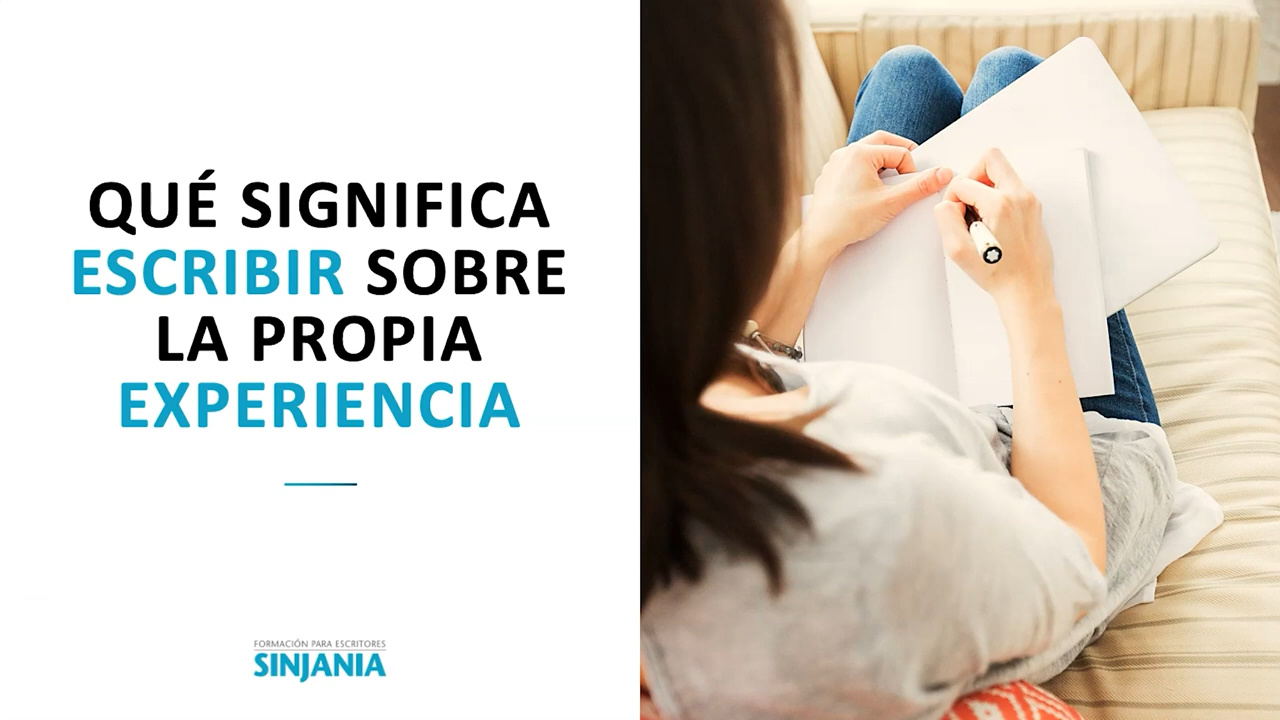 QUÉ SIGNIFICA
ESCRIBIR SOBRE
LA PROPIA
EXPERIENCIA
FORMACIÓN PARA ESCRITORES
SINJANIA